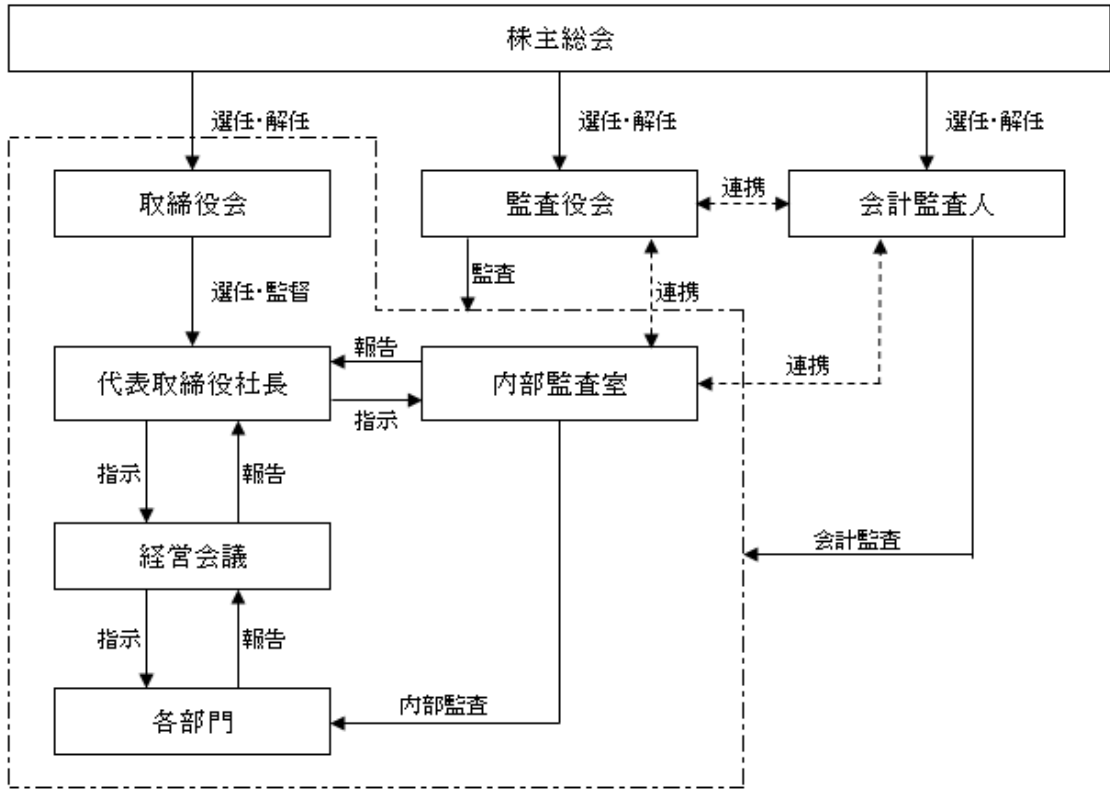 株主総会
選任・解任
選任・解任
選任・解任
取締役会
監査役会
連携
会計監査人
選任・監督
監査
連携
報告
代表取締役社長
内部監査室
連携
指示
指示
報告
経営会議
会計監査
指示
報告
内部監査
各部門